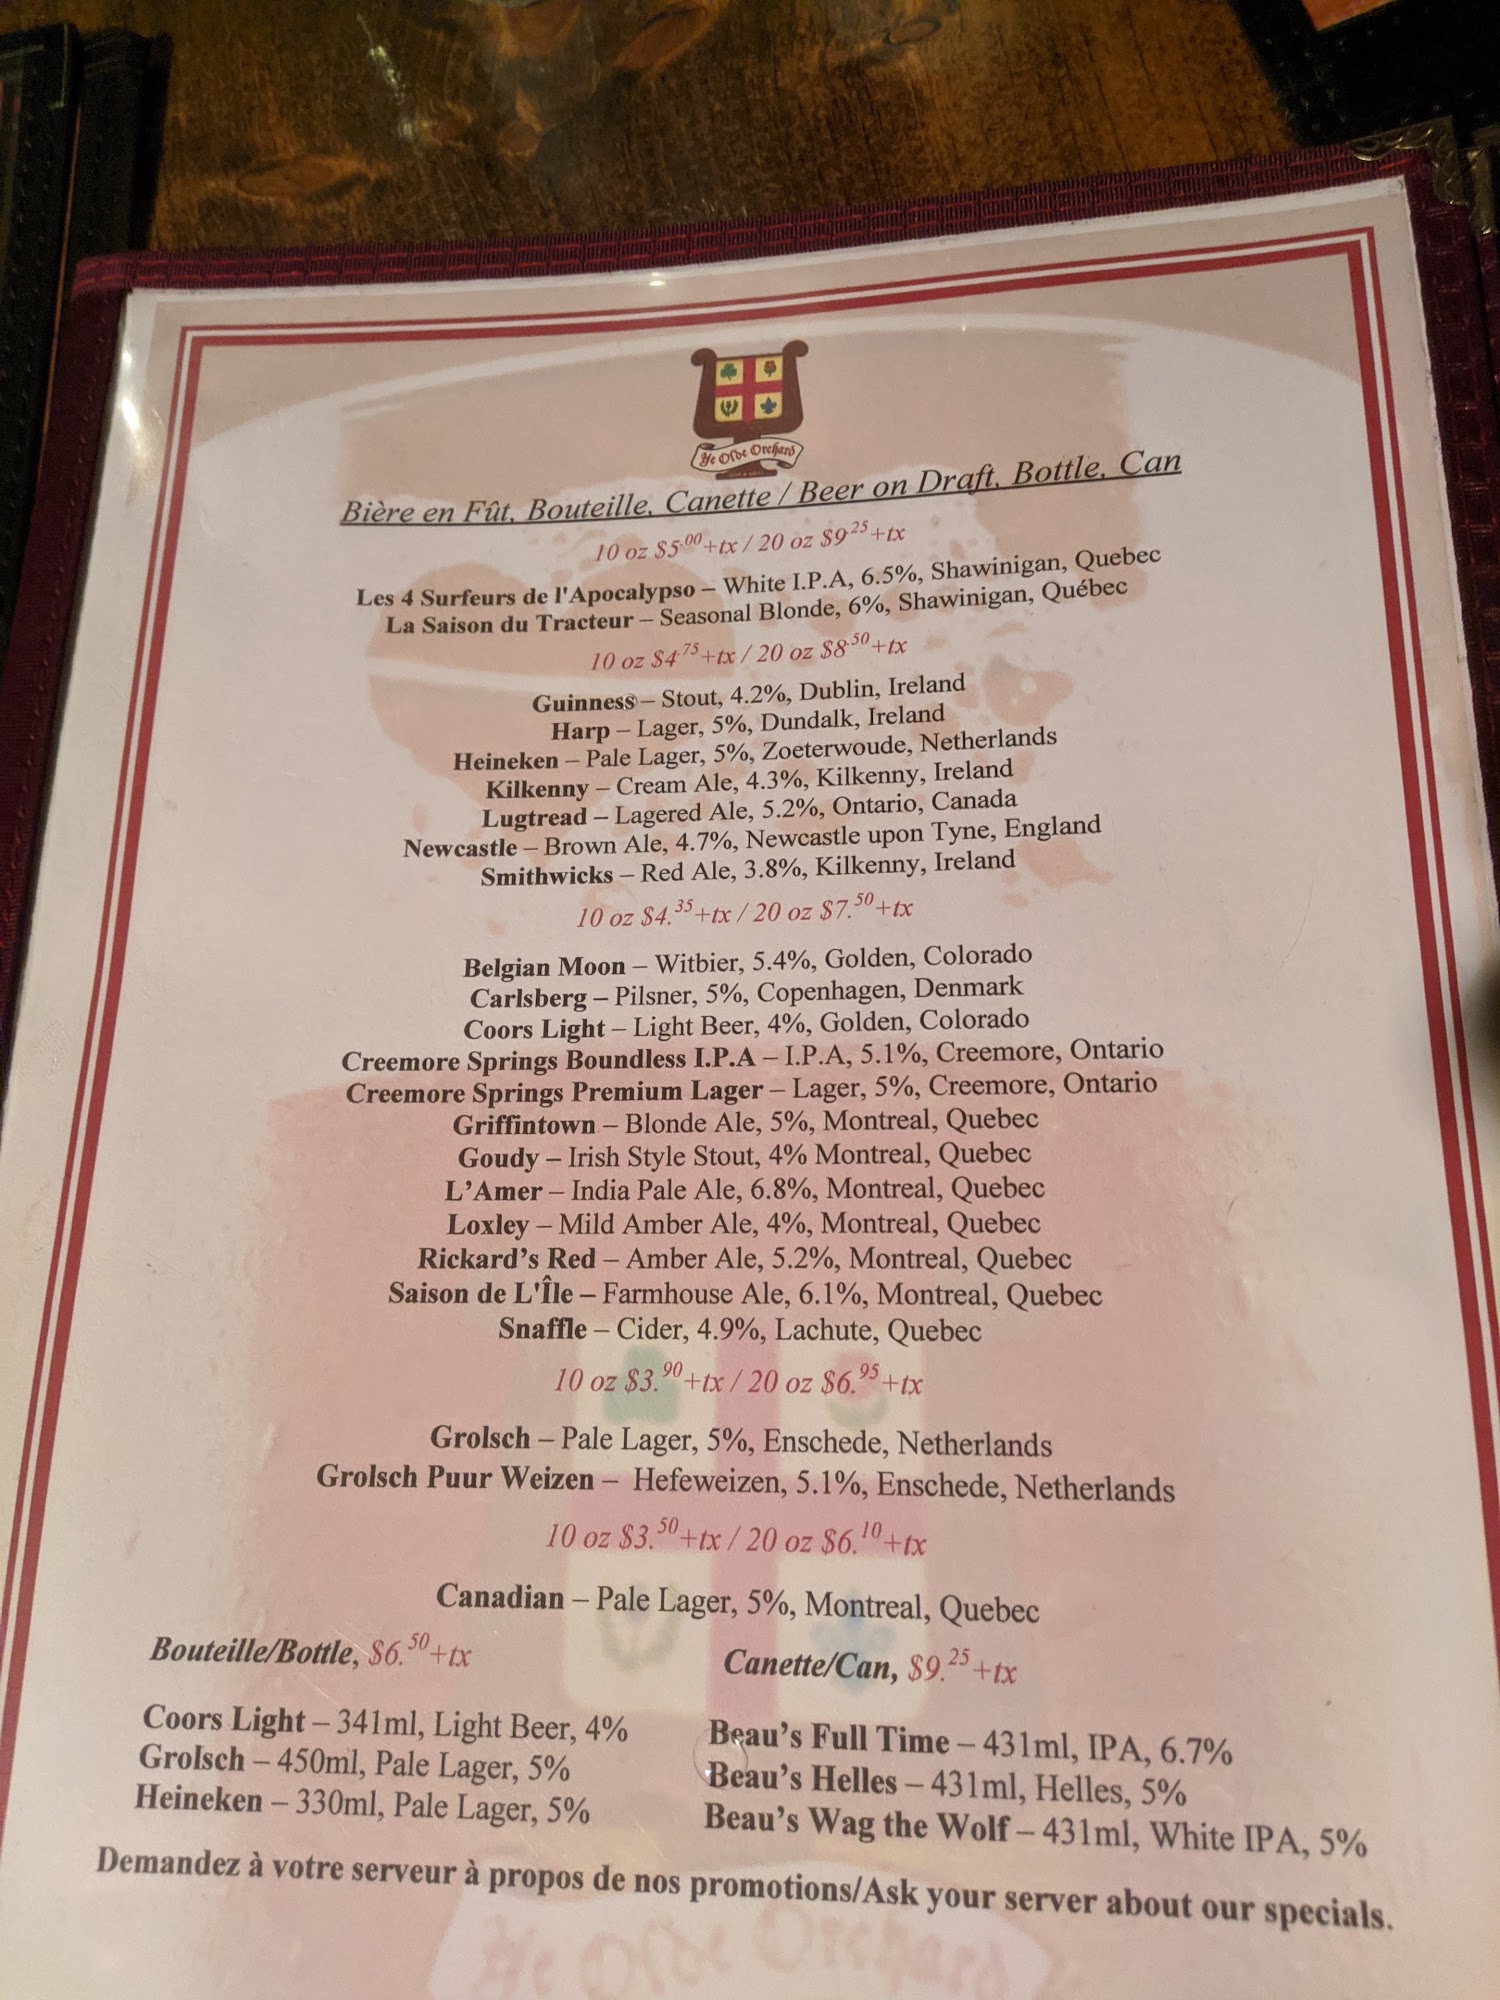 Ye Olde Orchard
Bière en Fût, Bouteille, Canette / Beer on Draft, Bottle, Can
10 oz $5.00+tx / 20 oz $9.25+tx
Les 4 Surfeurs de l'Apocalypso – White I.P.A, 6.5%, Shawinigan, Quebec
La Saison du Tracteur – Seasonal Blonde, 6%, Shawinigan, Québec
10 oz $4.75+tx / 20 oz $8.50+tx
Guinness – Stout, 4.2%, Dublin, Ireland
Harp – Lager, 5%, Dundalk, Ireland
Heineken – Pale Lager, 5%, Zoeterwoude, Netherlands
Kilkenny – Cream Ale, 4.3%, Kilkenny, Ireland
Lugtread – Lagered Ale, 5.2%, Ontario, Canada
Newcastle – Brown Ale, 4.7%, Newcastle upon Tyne, England
Smithwicks – Red Ale, 3.8%, Kilkenny, Ireland
10 oz $4.35+tx / 20 oz $7.50+tx
Belgian Moon – Witbier, 5.4%, Golden, Colorado
Carlsberg – Pilsner, 5%, Copenhagen, Denmark
Coors Light – Light Beer, 4%, Golden, Colorado
Creemore Springs Boundless I.P.A – I.P.A, 5.1%, Creemore, Ontario
Creemore Springs Premium Lager – Lager, 5%, Creemore, Ontario
Griffintown – Blonde Ale, 5%, Montreal, Quebec
Goudy – Irish Style Stout, 4% Montreal, Quebec
L’Amer – India Pale Ale, 6.8%, Montreal, Quebec
Loxley – Mild Amber Ale, 4%, Montreal, Quebec
Rickard’s Red – Amber Ale, 5.2%, Montreal, Quebec
Saison de L'Île – Farmhouse Ale, 6.1%, Montreal, Quebec
Snaffle – Cider, 4.9%, Lachute, Quebec
10 oz $3.90+tx / 20 oz $6.95+tx
Grolsch – Pale Lager, 5%, Enschede, Netherlands
Grolsch Puur Weizen – Hefeweizen, 5.1%, Enschede, Netherlands
10 oz $3.50+tx / 20 oz $6.10+tx
Canadian – Pale Lager, 5%, Montreal, Quebec
Bouteille/Bottle, $6.50+tx
Coors Light – 341ml, Light Beer, 4%
Grolsch – 450ml, Pale Lager, 5%
Heineken – 330ml, Pale Lager, 5%
Canette/Can, $9.25+tx
Beau’s Full Time – 431ml, IPA, 6.7%
Beau’s Helles – 431ml, Helles, 5%
Beau’s Wag the Wolf – 431ml, White IPA, 5%
Demandez à votre serveur à propos de nos promotions/Ask your server about our specials.
Ye Olde Orchard